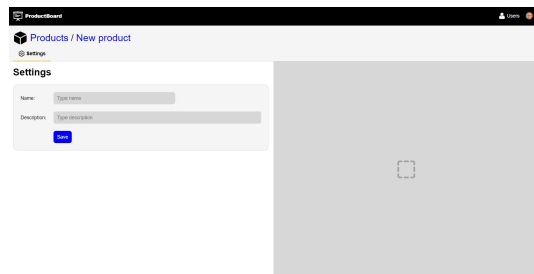 ProductBoard
Users
Products / New product
Settings
Settings
Name:
Type name
Description:
Type description
Save